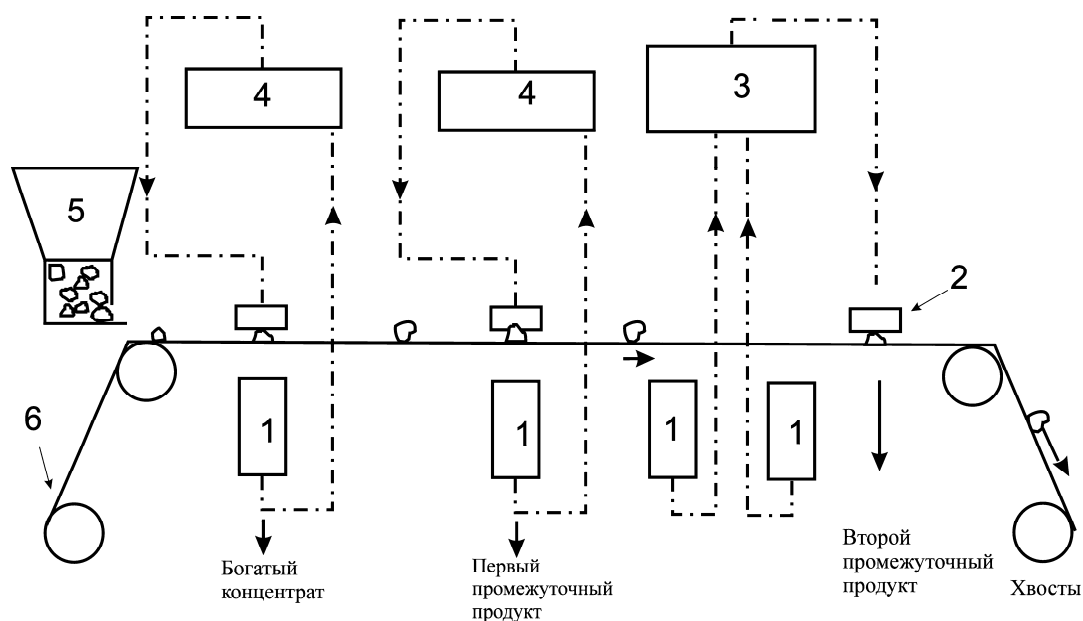 4
4
3
5
2
6
1
1
1
1
Богатый
концентрат
Первый
промежуточный
продукт
Второй
промежуточный
продукт
Хвосты